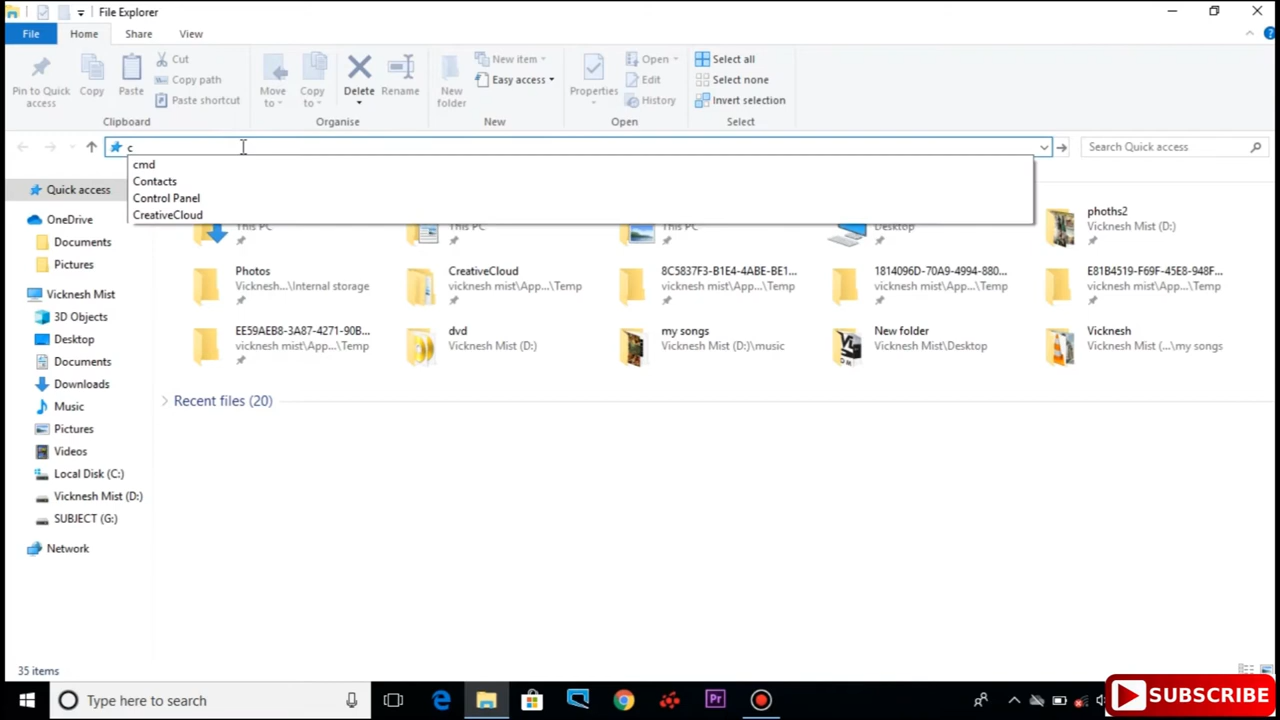 File Explorer
File
Home
Share
View
Pin to Quick access
Copy
Paste
Cut
Copy path
Paste shortcut
Clipboard
Move to
Copy to
Delete
Rename
Organise
New folder
New item
Easy access
New
Properties
Open
Edit
History
Open
Select all
Select none
Invert selection
Select
c
Search Quick access
cmd
Contacts
Control Panel
CreativeCloud
Quick access
OneDrive
Documents
Pictures
Vicknesh Mist
3D Objects
Desktop
Documents
Downloads
Music
Pictures
Videos
Local Disk (C:)
Vicknesh Mist (D:)
SUBJECT (G:)
Network
This PC
This PC
This PC
Desktop
phoths2
Vicknesh Mist (D:)
Photos
Vicknesh...\Internal storage
CreativeCloud
vicknesh mist\App...\Temp
8C5837F3-B1E4-4ABE-BE1...
vicknesh mist\App...\Temp
1814096D-70A9-4994-880...
vicknesh mist\App...\Temp
E81B4519-F69F-45E8-948F...
vicknesh mist\App...\Temp
EE59AEB8-3A87-4271-90B...
vicknesh mist\App...\Temp
dvd
Vicknesh Mist (D:)
my songs
Vicknesh Mist (D:)\music
New folder
Vicknesh Mist\Desktop
Vicknesh
Vicknesh Mist (...\my songs
Recent files (20)
35 items
Type here to search
Pr
SUBSCRIBE